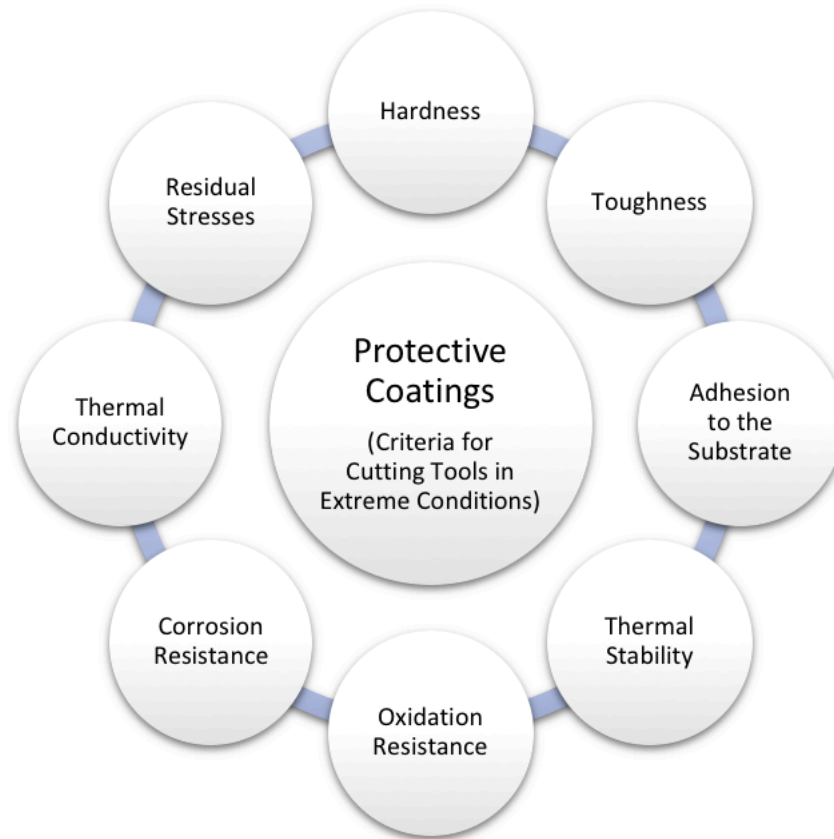 Protective
Coatings
(Criteria for
Cutting Tools in
Extreme Conditions)
Hardness
Toughness
Adhesion
to the
Substrate
Thermal
Stability
Oxidation
Resistance
Corrosion
Resistance
Thermal
Conductivity
Residual
Stresses